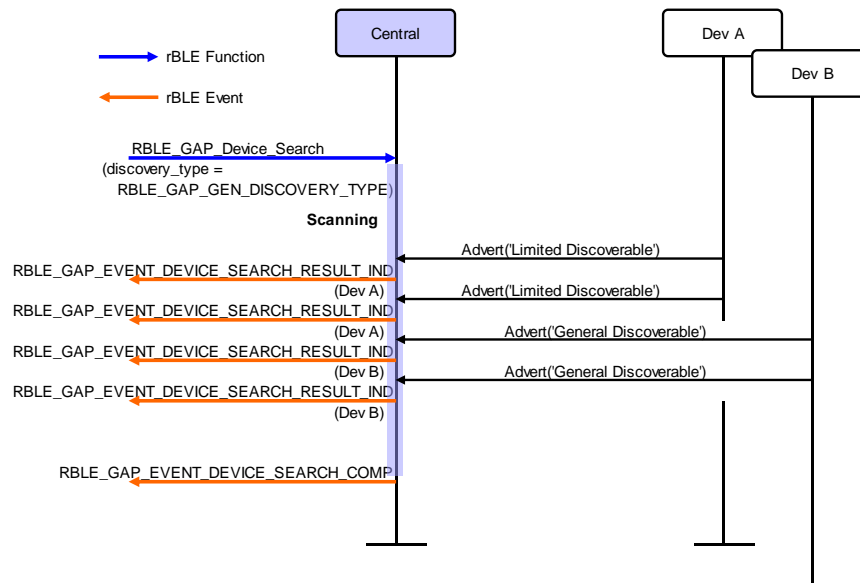 Central
Dev A
Dev B
rBLE Function
rBLE Event
RBLE_GAP_Device_Search
(discovery_type =
RBLE_GAP_GEN_DISCOVERY_TYPE)
Scanning
Advert('Limited Discoverable')
RBLE_GAP_EVENT_DEVICE_SEARCH_RESULT_IND
(Dev A)
Advert('Limited Discoverable')
RBLE_GAP_EVENT_DEVICE_SEARCH_RESULT_IND
(Dev A)
Advert('General Discoverable')
RBLE_GAP_EVENT_DEVICE_SEARCH_RESULT_IND
(Dev B)
Advert('General Discoverable')
RBLE_GAP_EVENT_DEVICE_SEARCH_RESULT_IND
(Dev B)
RBLE_GAP_EVENT_DEVICE_SEARCH_COMP